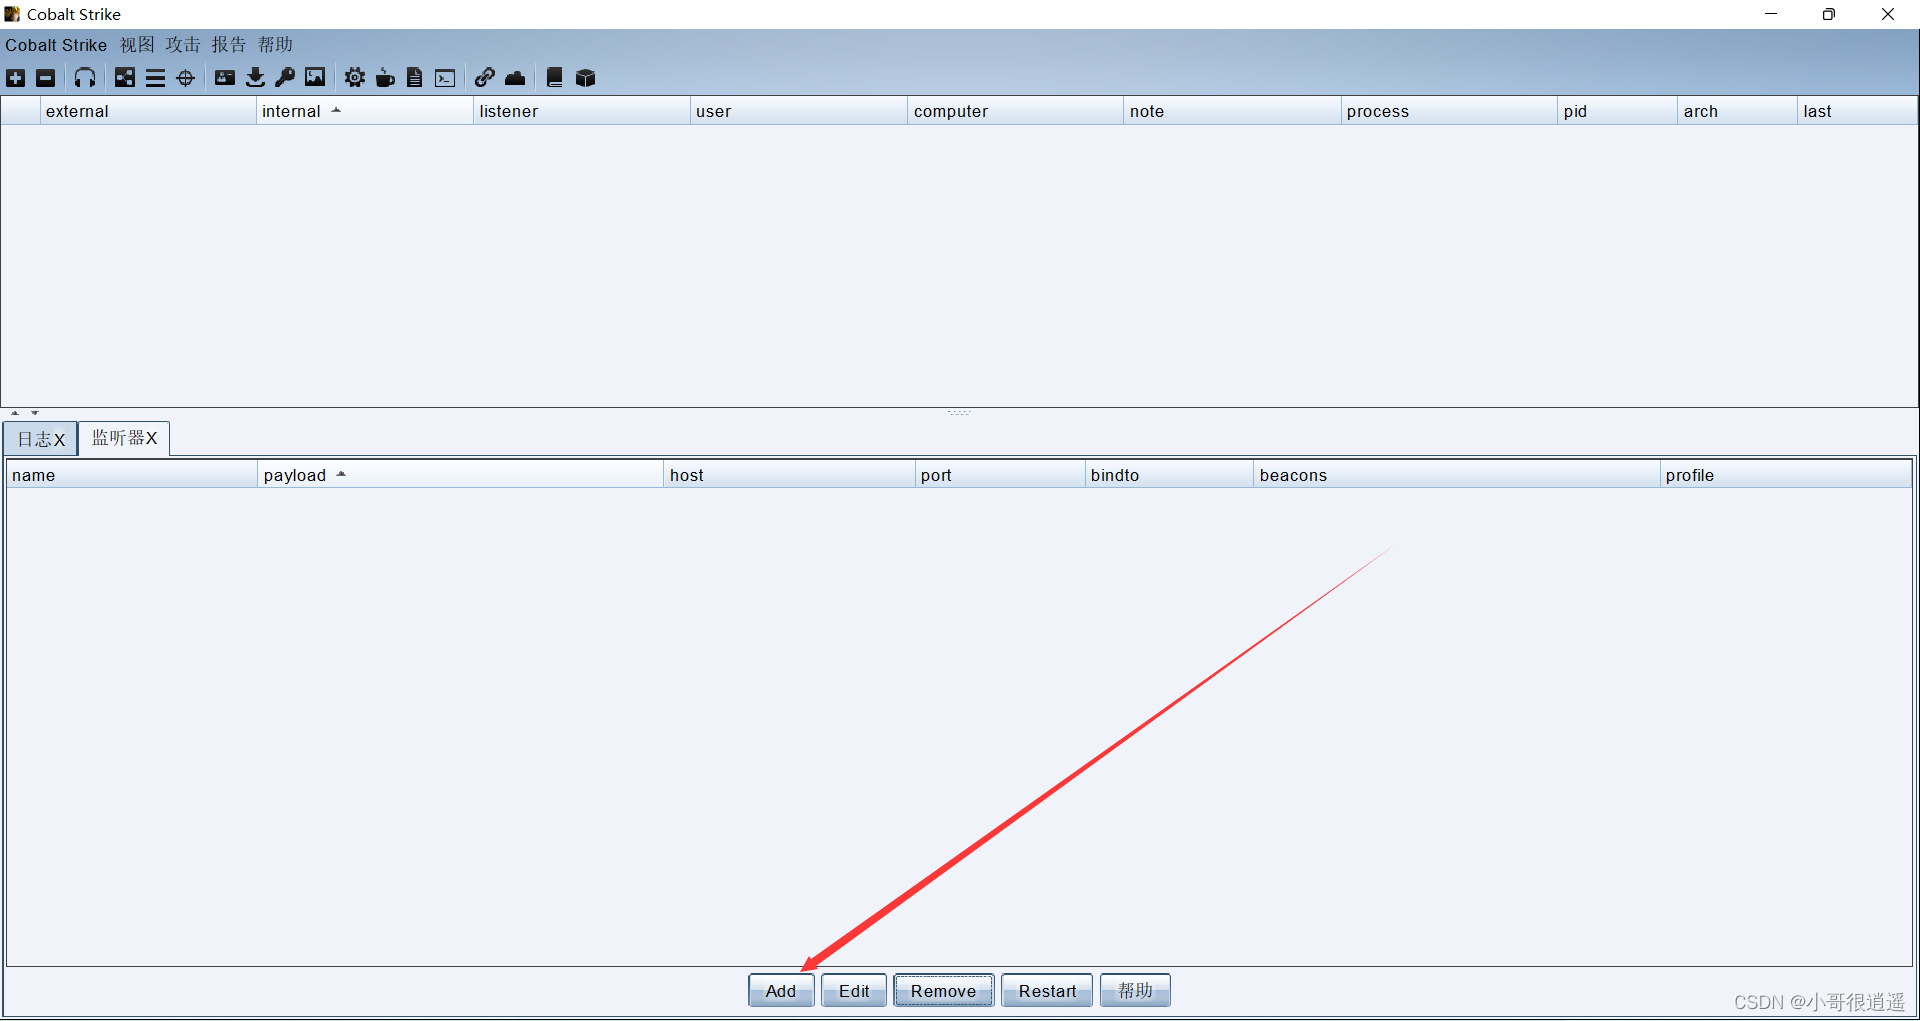 Cobalt Strike
Cobalt Strike 视图 攻击 报告 帮助
external internal listener user computer note process pid arch last
日志X 监听器X
name payload host port bindto beacons profile
Add Edit Remove Restart 帮助
CSDN @小哥很逍遥